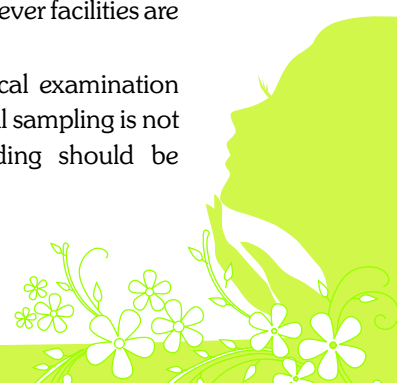 ever facilities are
cal examination
l sampling is not
ding should be